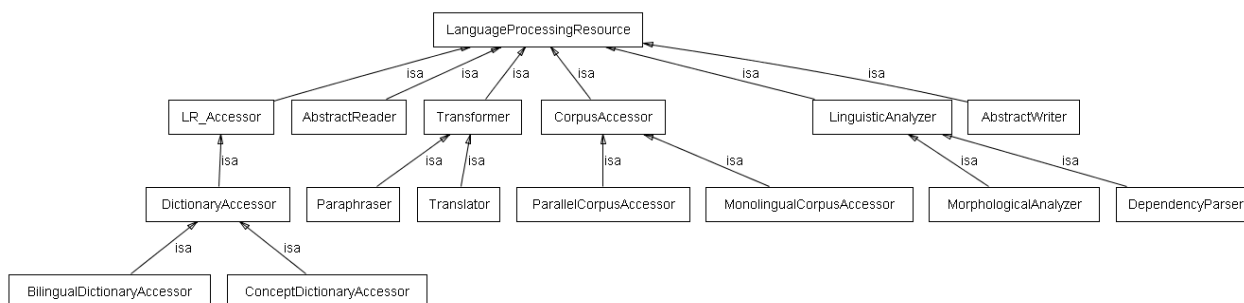 LanguageProcessingResource
isa isa isa isa isa isa
LR_Accessor AbstractReader Transformer CorpusAccessor LinguisticAnalyzer AbstractWriter
isa isa isa isa isa isa isa
DictionaryAccessor Paraphraser Translator ParallelCorpusAccessor MonolingualCorpusAccessor MorphologicalAnalyzer DependencyParser
isa isa
BilingualDictionaryAccessor ConceptDictionaryAccessor